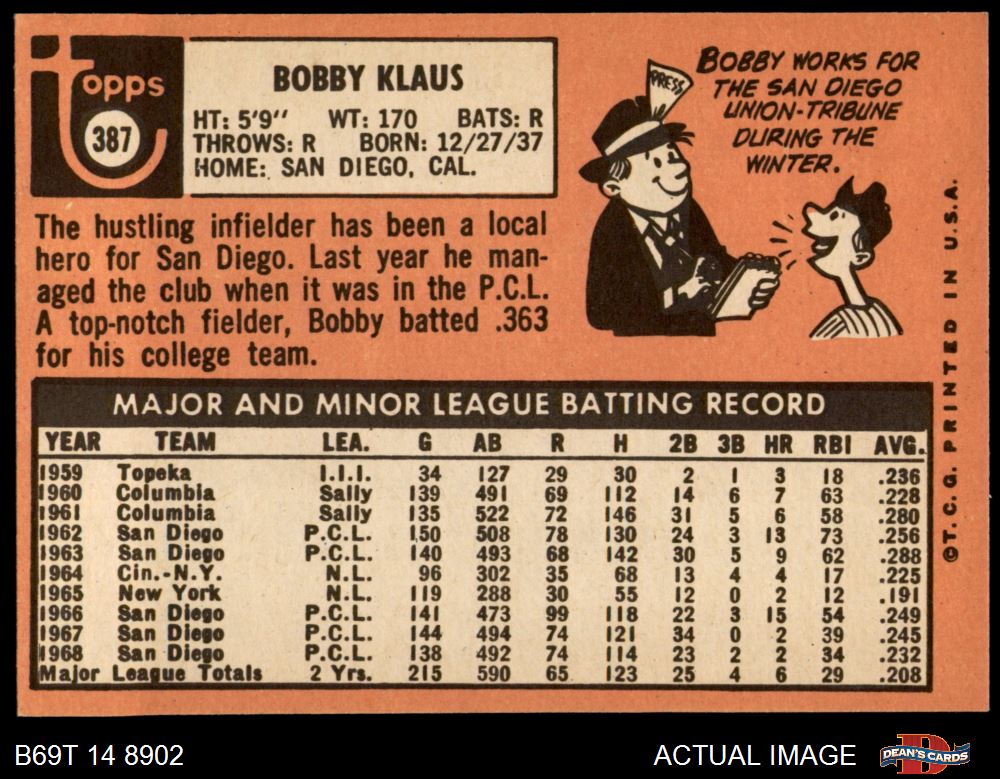 Topps
387
BOBBY KLAUS
HT: 5'9" WT: 170 BATS: R
THROWS: R BORN: 12/27/37
HOME: SAN DIEGO, CAL.
PRESS
BOBBY WORKS FOR
THE SAN DIEGO
UNION-TRIBUNE
DURING THE
WINTER.
The hustling infielder has been a local
hero for San Diego. Last year he man-
aged the club when it was in the P.C.L.
A top-notch fielder, Bobby batted .363
for his college team.
MAJOR AND MINOR LEAGUE BATTING RECORD
YEAR TEAM LEA. G AB R H 2B 3B HR RBI AVG.
1959 Topeka I.I.I. 34 127 29 30 2 1 3 18 .236
1960 Columbia Sally 139 491 69 112 14 6 7 63 .228
1961 Columbia Sally 135 522 72 146 31 5 6 58 .280
1962 San Diego P.C.L. 150 508 78 130 24 3 13 73 .256
1963 San Diego P.C.L. 140 493 68 142 30 5 9 62 .288
1964 Cin.-N.Y. N.L. 96 302 35 68 13 4 4 17 .225
1965 New York N.L. 119 288 30 55 12 0 2 12 .191
1966 San Diego P.C.L. 141 473 99 118 22 3 15 54 .249
1967 San Diego P.C.L. 144 494 74 121 34 0 2 39 .245
1968 San Diego P.C.L. 138 492 74 114 23 2 2 34 .232
Major League Totals 2 Yrs. 215 590 65 123 25 4 6 29 .208
©T.C.G. PRINTED IN U.S.A.
B69T 14 8902
ACTUAL IMAGE
DEAN'S CARDS